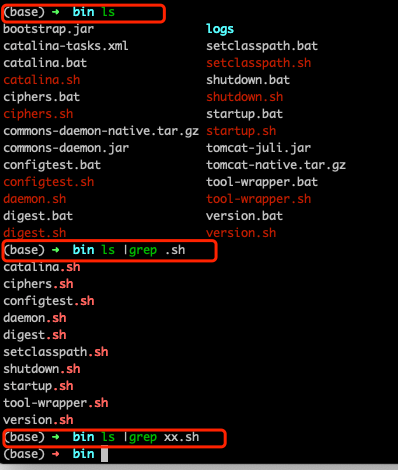 (base) ➜ bin ls
bootstrap.jar logs
catalina-tasks.xml setclasspath.bat
catalina.bat setclasspath.sh
catalina.sh shutdown.bat
ciphers.bat shutdown.sh
ciphers.sh startup.bat
commons-daemon-native.tar.gz startup.sh
commons-daemon.jar tomcat-juli.jar
configtest.bat tomcat-native.tar.gz
configtest.sh tool-wrapper.bat
daemon.sh tool-wrapper.sh
digest.bat version.bat
digest.sh version.sh
(base) ➜ bin ls |grep .sh
catalina.sh
ciphers.sh
configtest.sh
daemon.sh
digest.sh
setclasspath.sh
shutdown.sh
startup.sh
tool-wrapper.sh
version.sh
(base) ➜ bin ls |grep xx.sh
(base) ➜ bin